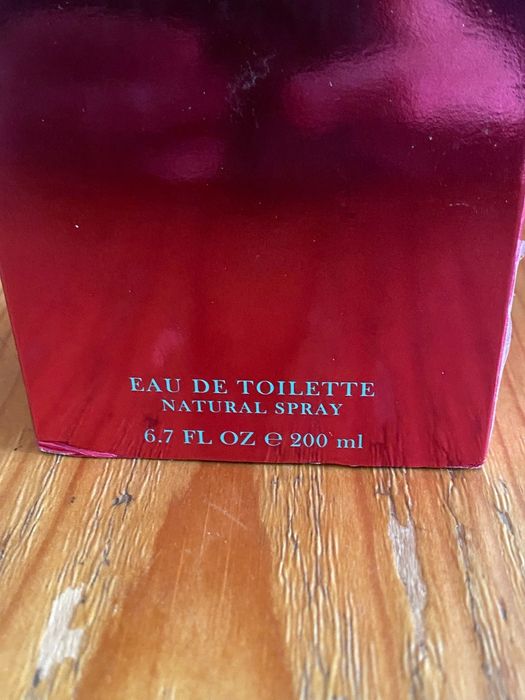 EAU DE TOILETTE
NATURAL SPRAY
6.7 FL OZ ℮ 200 ml